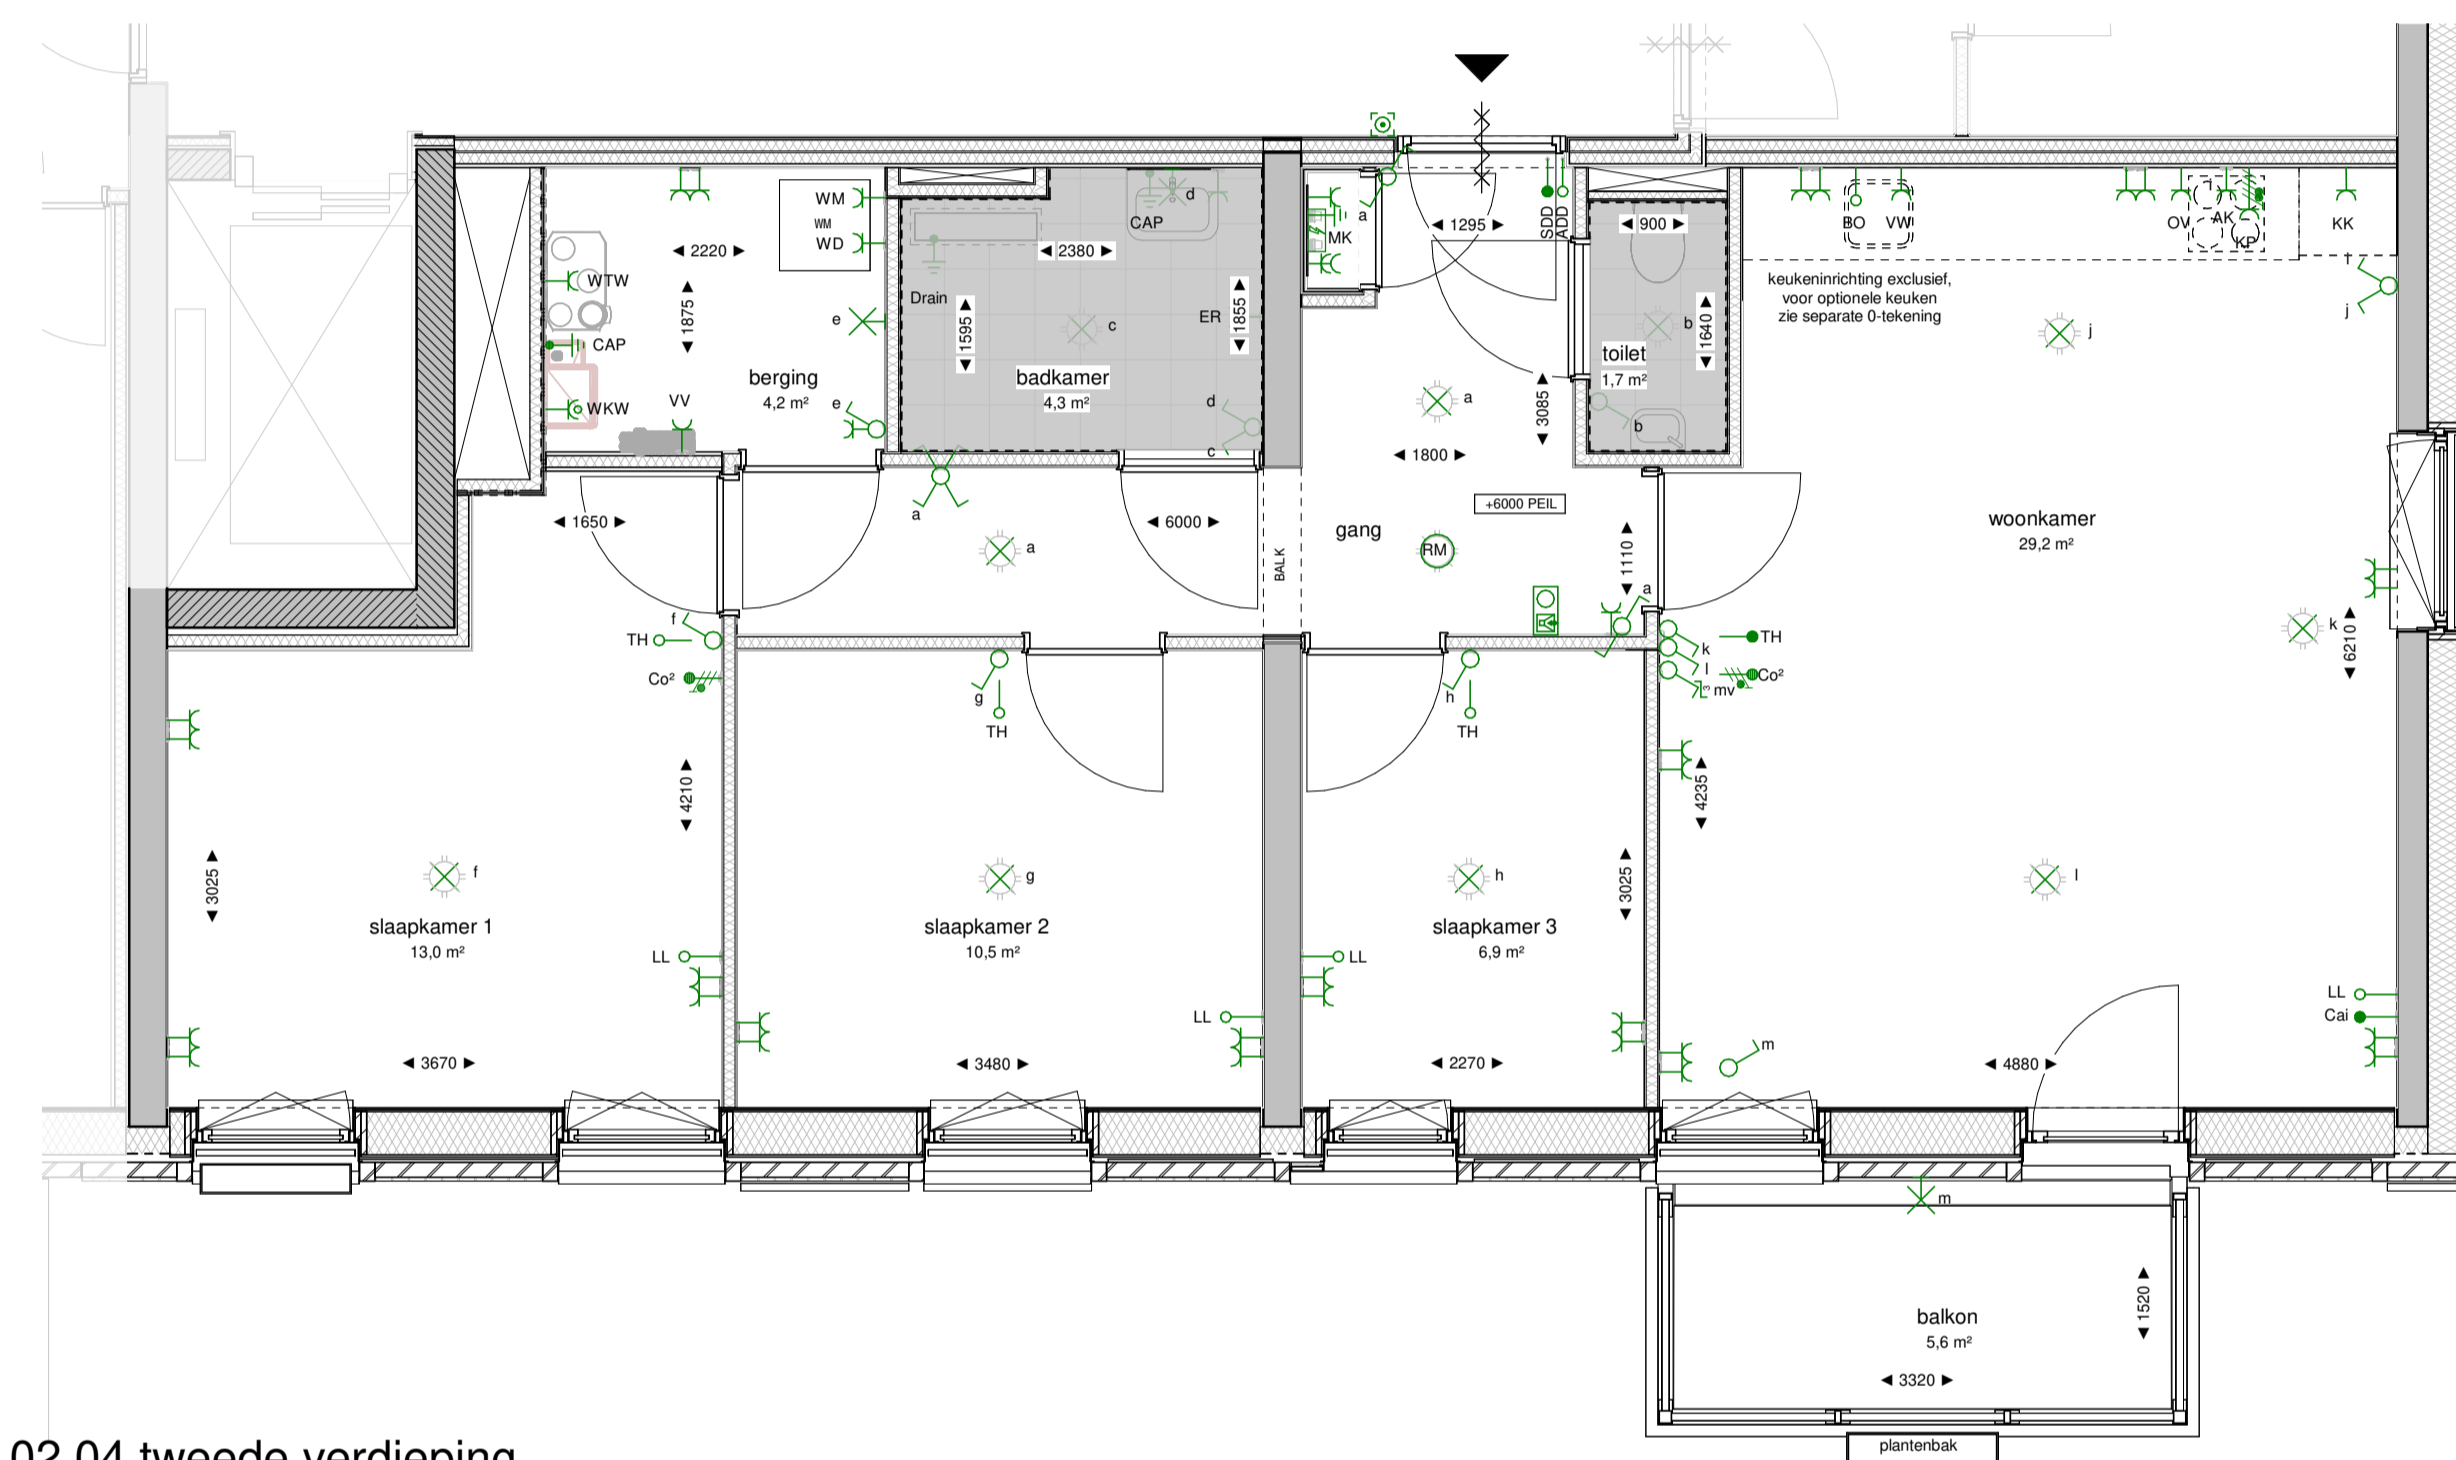 WM
WM
WD
2220
1875
WTW
CAP
WKW
VV
e
e
berging
4,2 m²
CAP
d
2380
Drain
1595
c
ER
1855
badkamer
4,3 m²
d
c
a
MK
1295
SDD
ADD
900
b
1640
toilet
1,7 m²
b
3085
a
1800
BO
VW
OV
AK
KP
KK
keukeninrichting exclusief,
voor optionele keuken
zie separate 0-tekening
l
j
j
1650
a
a
6000
BALK
gang
+6000 PEIL
RM
1110
a
woonkamer
29,2 m²
k
6210
f
TH
Co²
g
TH
h
TH
k
l
3 mv
TH
Co²
4210
4235
3025
f
slaapkamer 1
13,0 m²
LL
3670
g
slaapkamer 2
10,5 m²
LL
3480
h
3025
slaapkamer 3
6,9 m²
LL
2270
l
LL
Cai
m
4880
m
balkon
5,6 m²
1520
3320
plantenbak
02.04 tweede verdieping